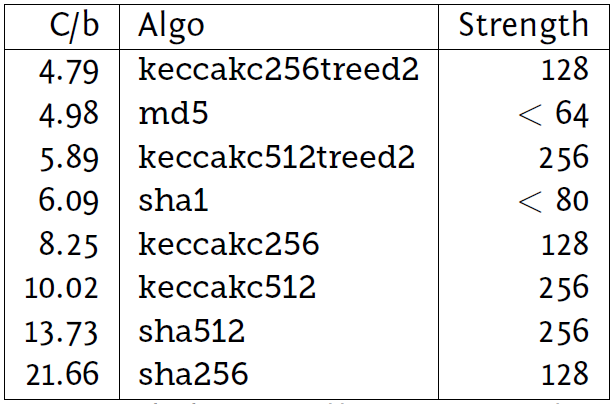 C/b Algo Strength
4.79 keccakc256treed2 128
4.98 md5 < 64
5.89 keccakc512treed2 256
6.09 sha1 < 80
8.25 keccakc256 128
10.02 keccakc512 256
13.73 sha512 256
21.66 sha256 128